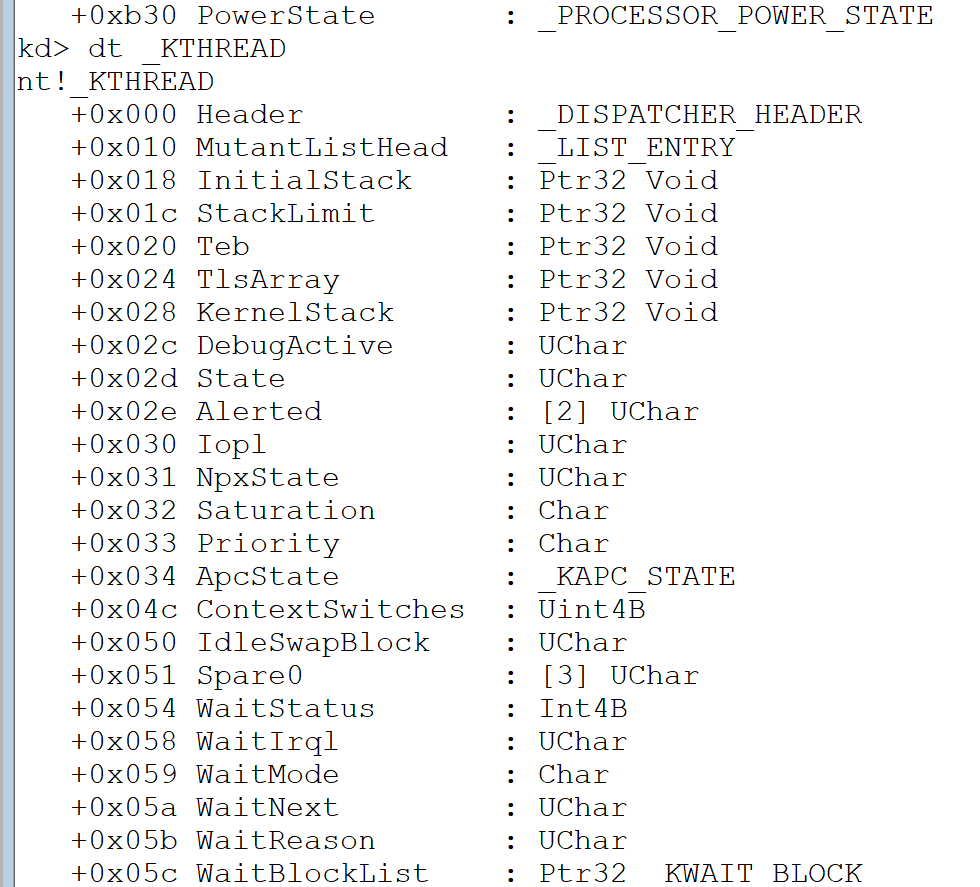 +0xb30 PowerState : _PROCESSOR_POWER_STATE
kd> dt _KTHREAD
nt!_KTHREAD
+0x000 Header : _DISPATCHER_HEADER
+0x010 MutantListHead : _LIST_ENTRY
+0x018 InitialStack : Ptr32 Void
+0x01c StackLimit : Ptr32 Void
+0x020 Teb : Ptr32 Void
+0x024 TlsArray : Ptr32 Void
+0x028 KernelStack : Ptr32 Void
+0x02c DebugActive : UChar
+0x02d State : UChar
+0x02e Alerted : [2] UChar
+0x030 Iopl : UChar
+0x031 NpxState : UChar
+0x032 Saturation : Char
+0x033 Priority : Char
+0x034 ApcState : _KAPC_STATE
+0x04c ContextSwitches : Uint4B
+0x050 IdleSwapBlock : UChar
+0x051 Spare0 : [3] UChar
+0x054 WaitStatus : Int4B
+0x058 WaitIrql : UChar
+0x059 WaitMode : Char
+0x05a WaitNext : UChar
+0x05b WaitReason : UChar
+0x05c WaitBlockList : Ptr32 _KWAIT_BLOCK